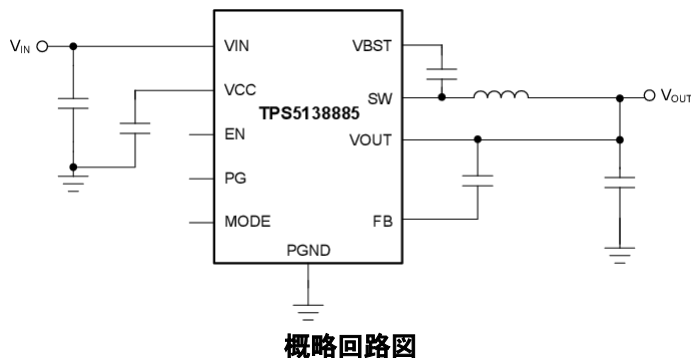 VIN
VIN
VBST
VCC
SW
VOUT
TPS5138885
EN
VOUT
PG
MODE
FB
PGND
概略回路図